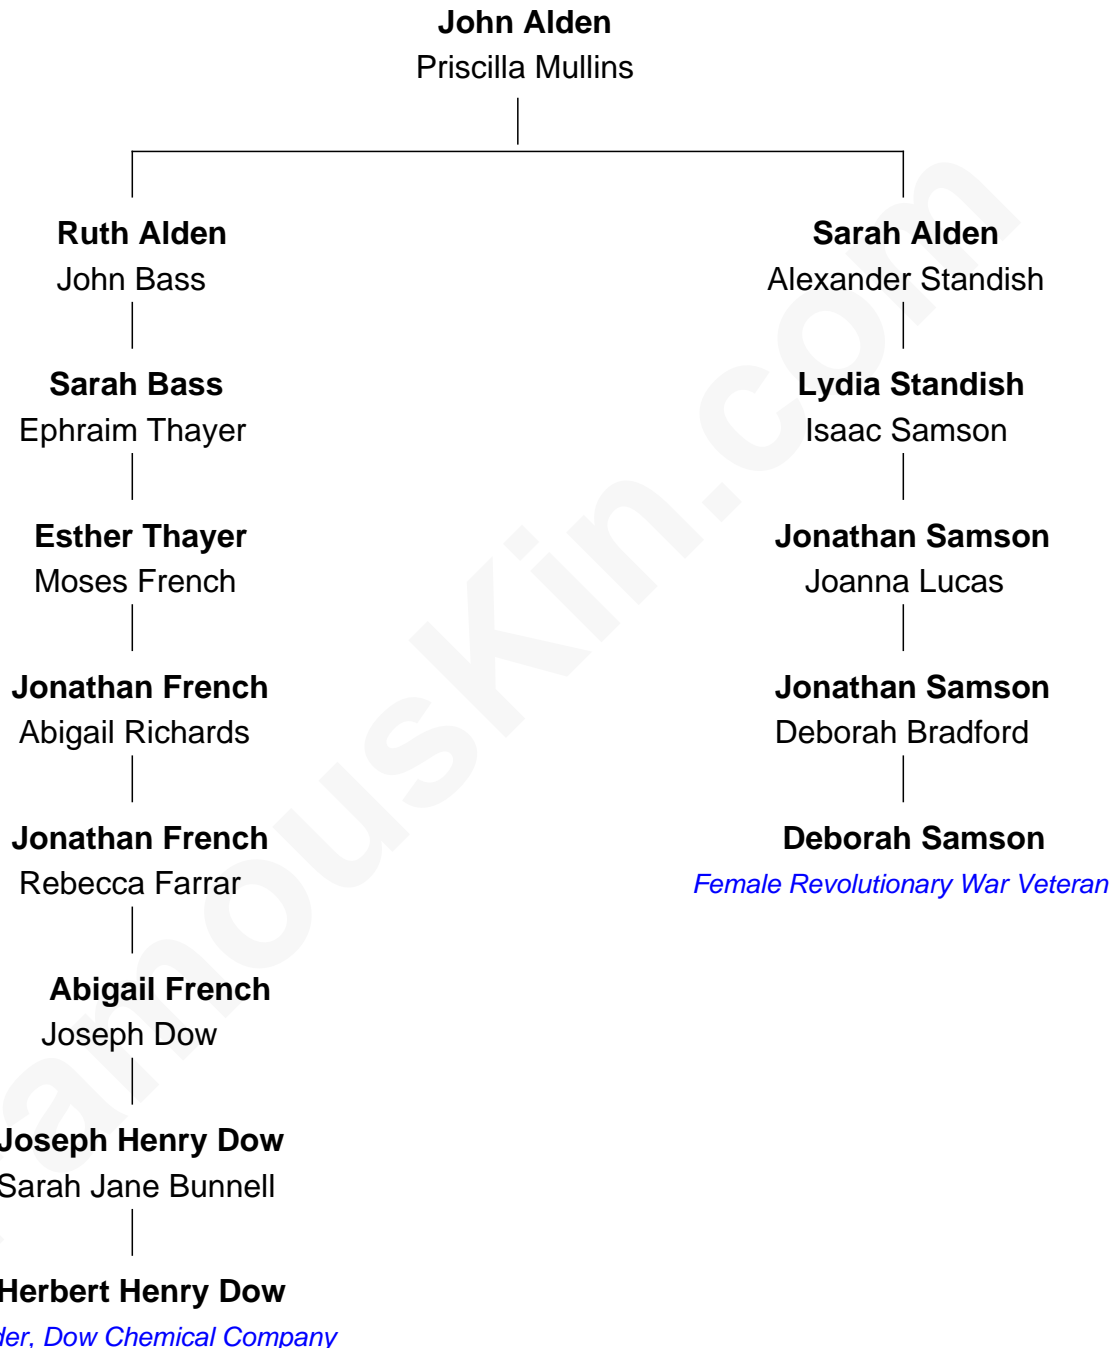 John Alden
Priscilla Mullins
Ruth Alden
John Bass
Sarah Alden
Alexander Standish
Sarah Bass
Ephraim Thayer
Lydia Standish
Isaac Samson
Esther Thayer
Moses French
Jonathan Samson
Joanna Lucas
Jonathan French
Abigail Richards
Jonathan Samson
Deborah Bradford
Jonathan French
Rebecca Farrar
Deborah Samson
Female Revolutionary War Veteran
Abigail French
Joseph Dow
Joseph Henry Dow
Sarah Jane Bunnell
Herbert Henry Dow
der, Dow Chemical Company
amousKin.com